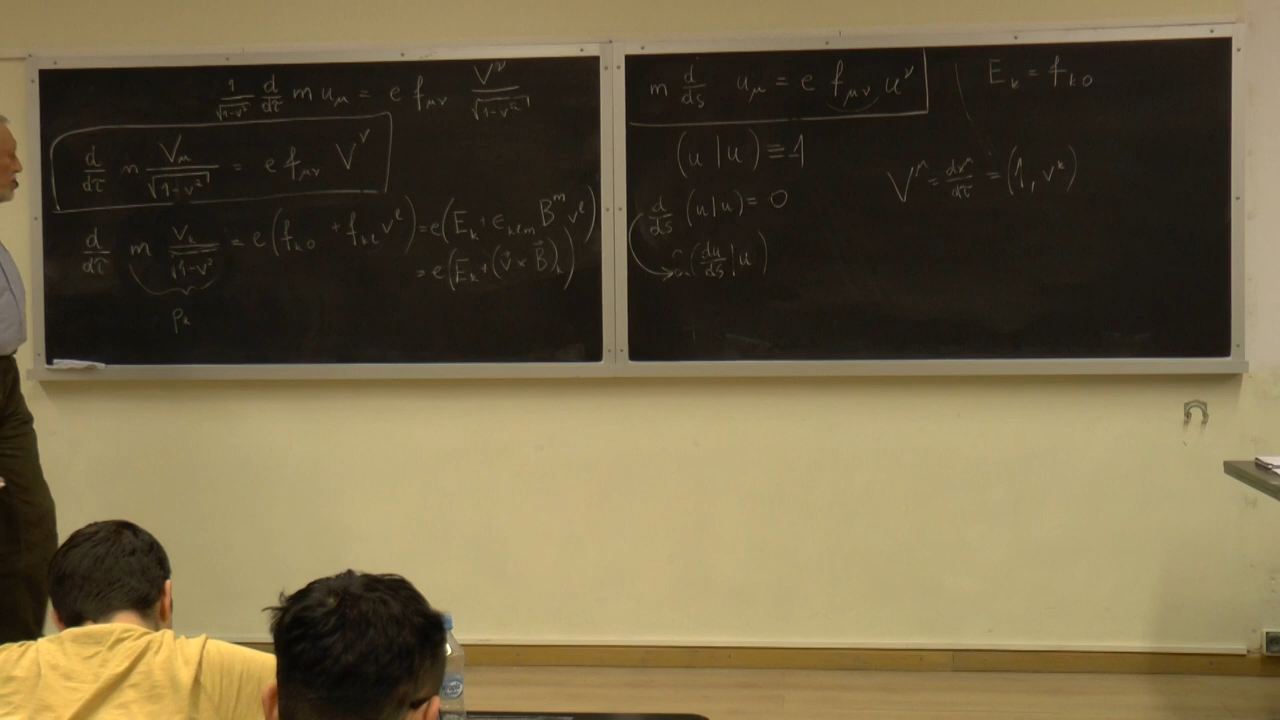 1/√(1-v²) d/dτ m u_μ = e f_μν V^ν/√(1-v²)
d/dτ m V_μ/√(1-v²) = e f_μν V^ν
d/dτ m v_k/√(1-v²) = e(f_k0 + f_kl v^l) = e(E_k + ϵ_klm B^m v^l)
= e(E_k + (v⃗ × B⃗)_k)
p_k
m d/ds u_μ = e f_μν u^ν
(u|u) ≡ 1
d/ds (u|u) = 0
(du/ds|u)
E_k = f_k0
V^μ = dx^μ/dτ = (1, v^k)